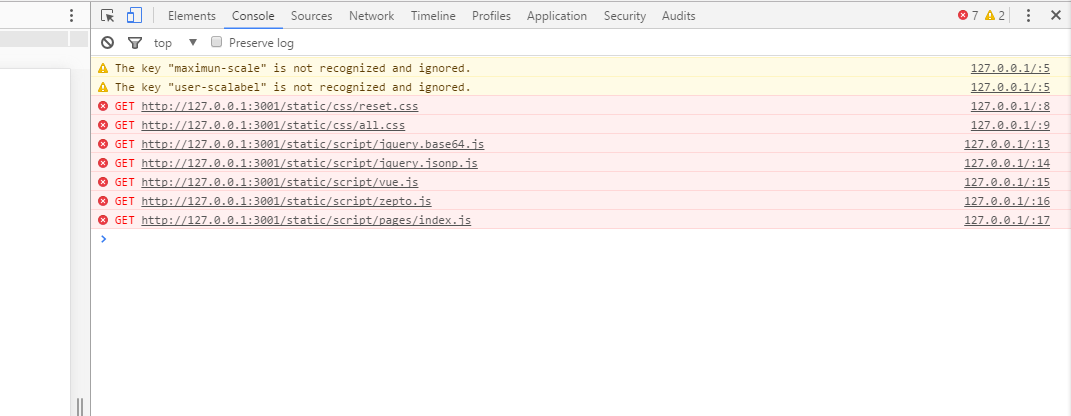 Elements Console Sources Network Timeline Profiles Application Security Audits 7 2
top Preserve log
The key "maximun-scale" is not recognized and ignored. 127.0.0.1/:5
The key "user-scalabel" is not recognized and ignored. 127.0.0.1/:5
GET http://127.0.0.1:3001/static/css/reset.css 127.0.0.1/:8
GET http://127.0.0.1:3001/static/css/all.css 127.0.0.1/:9
GET http://127.0.0.1:3001/static/script/jquery.base64.js 127.0.0.1/:13
GET http://127.0.0.1:3001/static/script/jquery.jsonp.js 127.0.0.1/:14
GET http://127.0.0.1:3001/static/script/vue.js 127.0.0.1/:15
GET http://127.0.0.1:3001/static/script/zepto.js 127.0.0.1/:16
GET http://127.0.0.1:3001/static/script/pages/index.js 127.0.0.1/:17